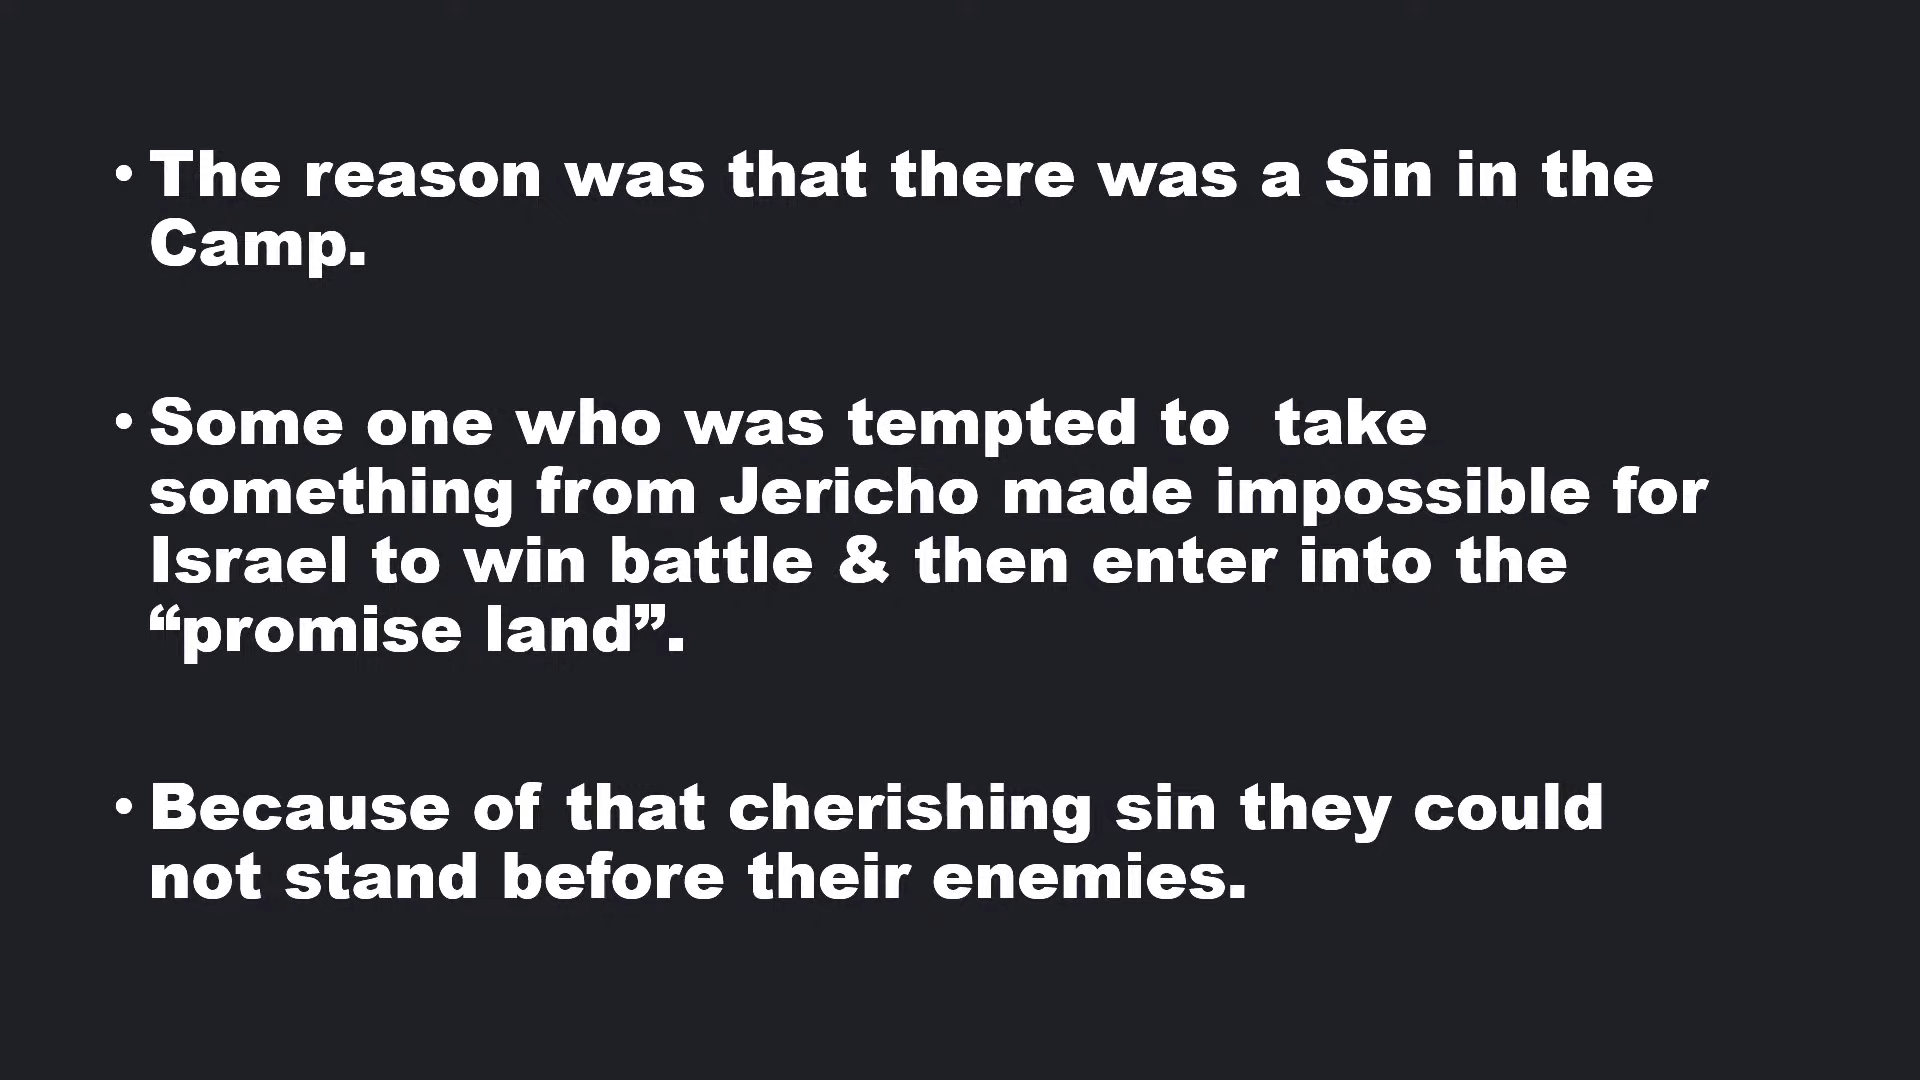 • The reason was that there was a Sin in the
Camp.
• Some one who was tempted to  take
something from Jericho made impossible for
Israel to win battle & then enter into the
“promise land”.
• Because of that cherishing sin they could
not stand before their enemies.